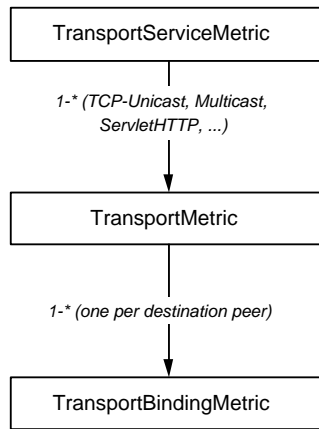 TransportServiceMetric
1-* (TCP-Unicast, Multicast,
ServletHTTP, ...)
TransportMetric
1-* (one per destination peer)
TransportBindingMetric